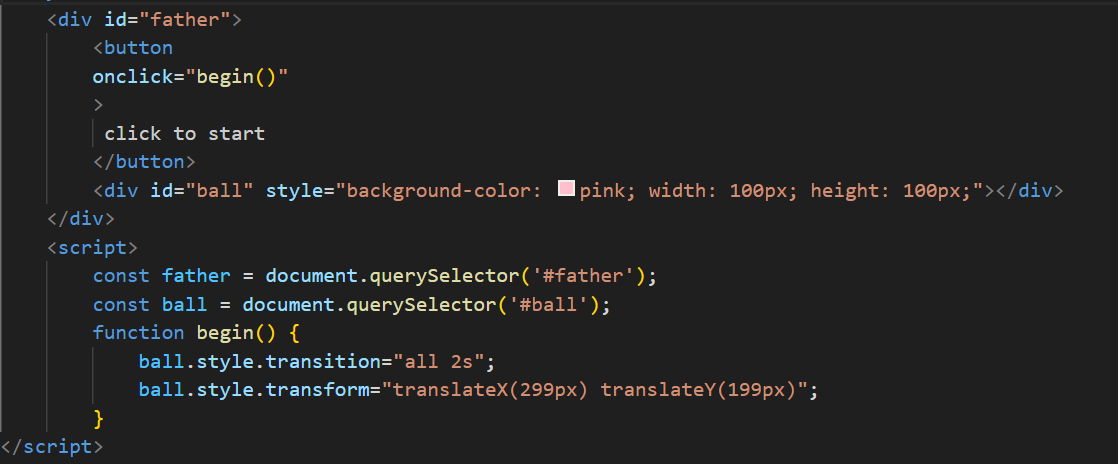 <div id="father">
<button
onclick="begin()"
>
click to start
</button>
<div id="ball" style="background-color: pink; width: 100px; height: 100px;"></div>
</div>
<script>
const father = document.querySelector('#father');
const ball = document.querySelector('#ball');
function begin() {
ball.style.transition="all 2s";
ball.style.transform="translateX(299px) translateY(199px)";
}
</script>